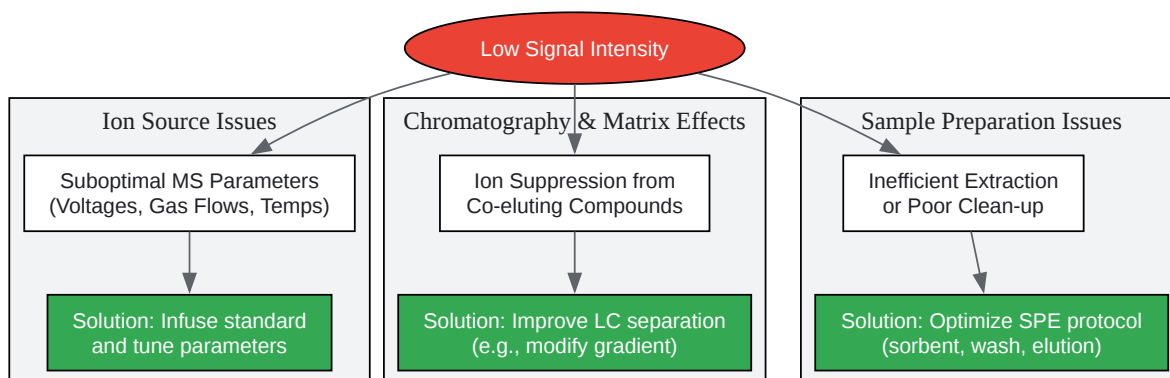 Low Signal Intensity
Ion Source Issues
Suboptimal MS Parameters
(Voltages, Gas Flows, Temps)
Solution: Infuse standard
and tune parameters
Chromatography & Matrix Effects
Ion Suppression from
Co-eluting Compounds
Solution: Improve LC separation
(e.g., modify gradient)
Sample Preparation Issues
Inefficient Extraction
or Poor Clean-up
Solution: Optimize SPE protocol
(sorbent, wash, elution)